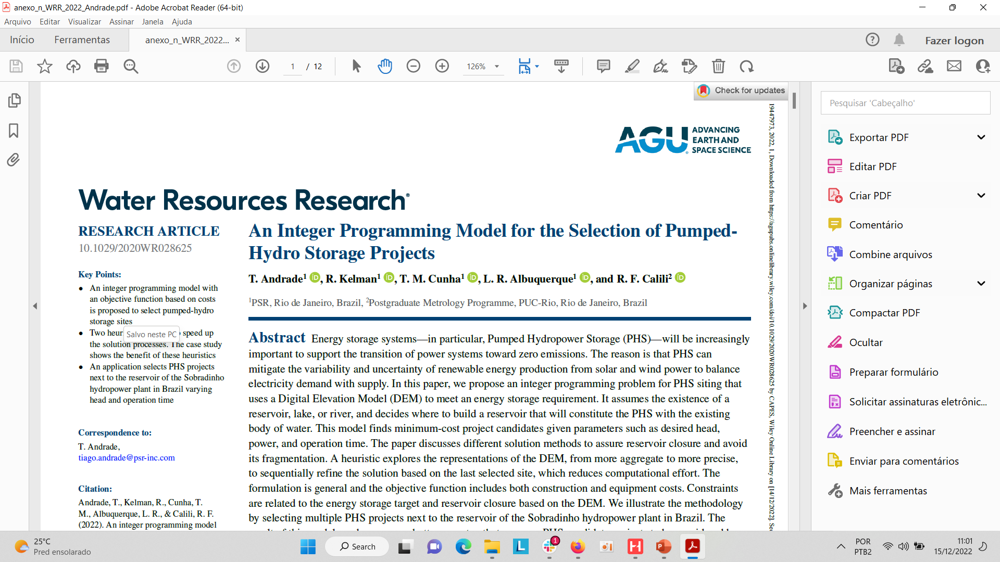 anexo_n_WRR_2022_Andrade.pdf - Adobe Acrobat Reader (64-bit)
Arquivo Editar Visualizar Assinar Janela Ajuda
Início Ferramentas anexo_n_WRR_2022... × Fazer logon
1 / 12 126%
Check for updates
Pesquisar 'Cabeçalho'
Exportar PDF
Editar PDF
Criar PDF
Comentário
Combine arquivos
Organizar páginas
Compactar PDF
Ocultar
Preparar formulário
Solicitar assinaturas eletrônic...
Preencher e assinar
Enviar para comentários
Mais ferramentas
AGU ADVANCING
EARTH AND
SPACE SCIENCE
Water Resources Research®
RESEARCH ARTICLE
10.1029/2020WR028625
Key Points:
• An integer programming model with
an objective function based on costs
is proposed to select pumped-hydro
storage sites
• Two heur speed up
Salvo neste PC
the solution processes. The case study
shows the benefit of these heuristics
• An application selects PHS projects
next to the reservoir of the Sobradinho
hydropower plant in Brazil varying
head and operation time
Correspondence to:
T. Andrade,
tiago.andrade@psr-inc.com
Citation:
Andrade, T., Kelman, R., Cunha, T.
M., Albuquerque, L. R., & Calili, R. F.
(2022). An integer programming model
An Integer Programming Model for the Selection of Pumped-
Hydro Storage Projects
T. Andrade¹ iD, R. Kelman¹ iD, T. M. Cunha¹ iD, L. R. Albuquerque¹ iD, and R. F. Calili² iD
¹PSR, Rio de Janeiro, Brazil, ²Postgraduate Metrology Programme, PUC-Rio, Rio de Janeiro, Brazil
Abstract Energy storage systems—in particular, Pumped Hydropower Storage (PHS)—will be increasingly
important to support the transition of power systems toward zero emissions. The reason is that PHS can
mitigate the variability and uncertainty of renewable energy production from solar and wind power to balance
electricity demand with supply. In this paper, we propose an integer programming problem for PHS siting that
uses a Digital Elevation Model (DEM) to meet an energy storage requirement. It assumes the existence of a
reservoir, lake, or river, and decides where to build a reservoir that will constitute the PHS with the existing
body of water. This model finds minimum-cost project candidates given parameters such as desired head,
power, and operation time. The paper discusses different solution methods to assure reservoir closure and avoid
its fragmentation. A heuristic explores the representations of the DEM, from more aggregate to more precise,
to sequentially refine the solution based on the last selected site, which reduces computational effort. The
formulation is general and the objective function includes both construction and equipment costs. Constraints
are related to the energy storage target and reservoir closure based on the DEM. We illustrate the methodology
by selecting multiple PHS projects next to the reservoir of the Sobradinho hydropower plant in Brazil. The
19447973, 2022, 1, Downloaded from https://agupubs.onlinelibrary.wiley.com/doi/10.1029/2020WR028625 by CAPES, Wiley Online Library on [14/12/2022]. See
25°C
Pred ensolarado
Search
1
POR
PTB2
11:01
15/12/2022